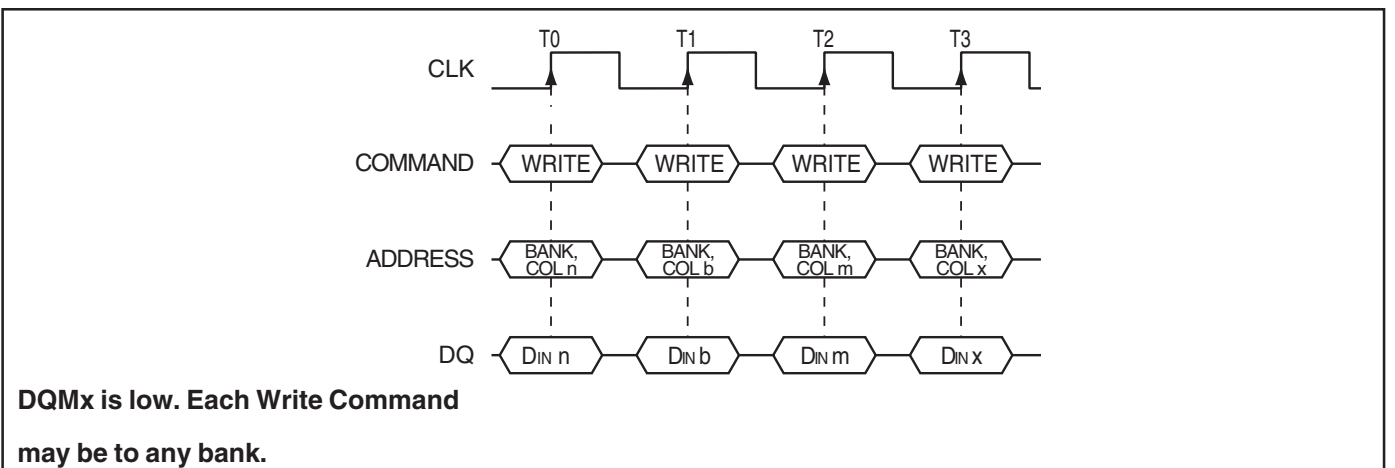 T0 T1 T2 T3
CLK
COMMAND WRITE WRITE WRITE WRITE
ADDRESS BANK, COL n BANK, COL b BANK, COL m BANK, COL x
DQ DIN n DIN b DIN m DIN x
DQMx is low. Each Write Command
may be to any bank.